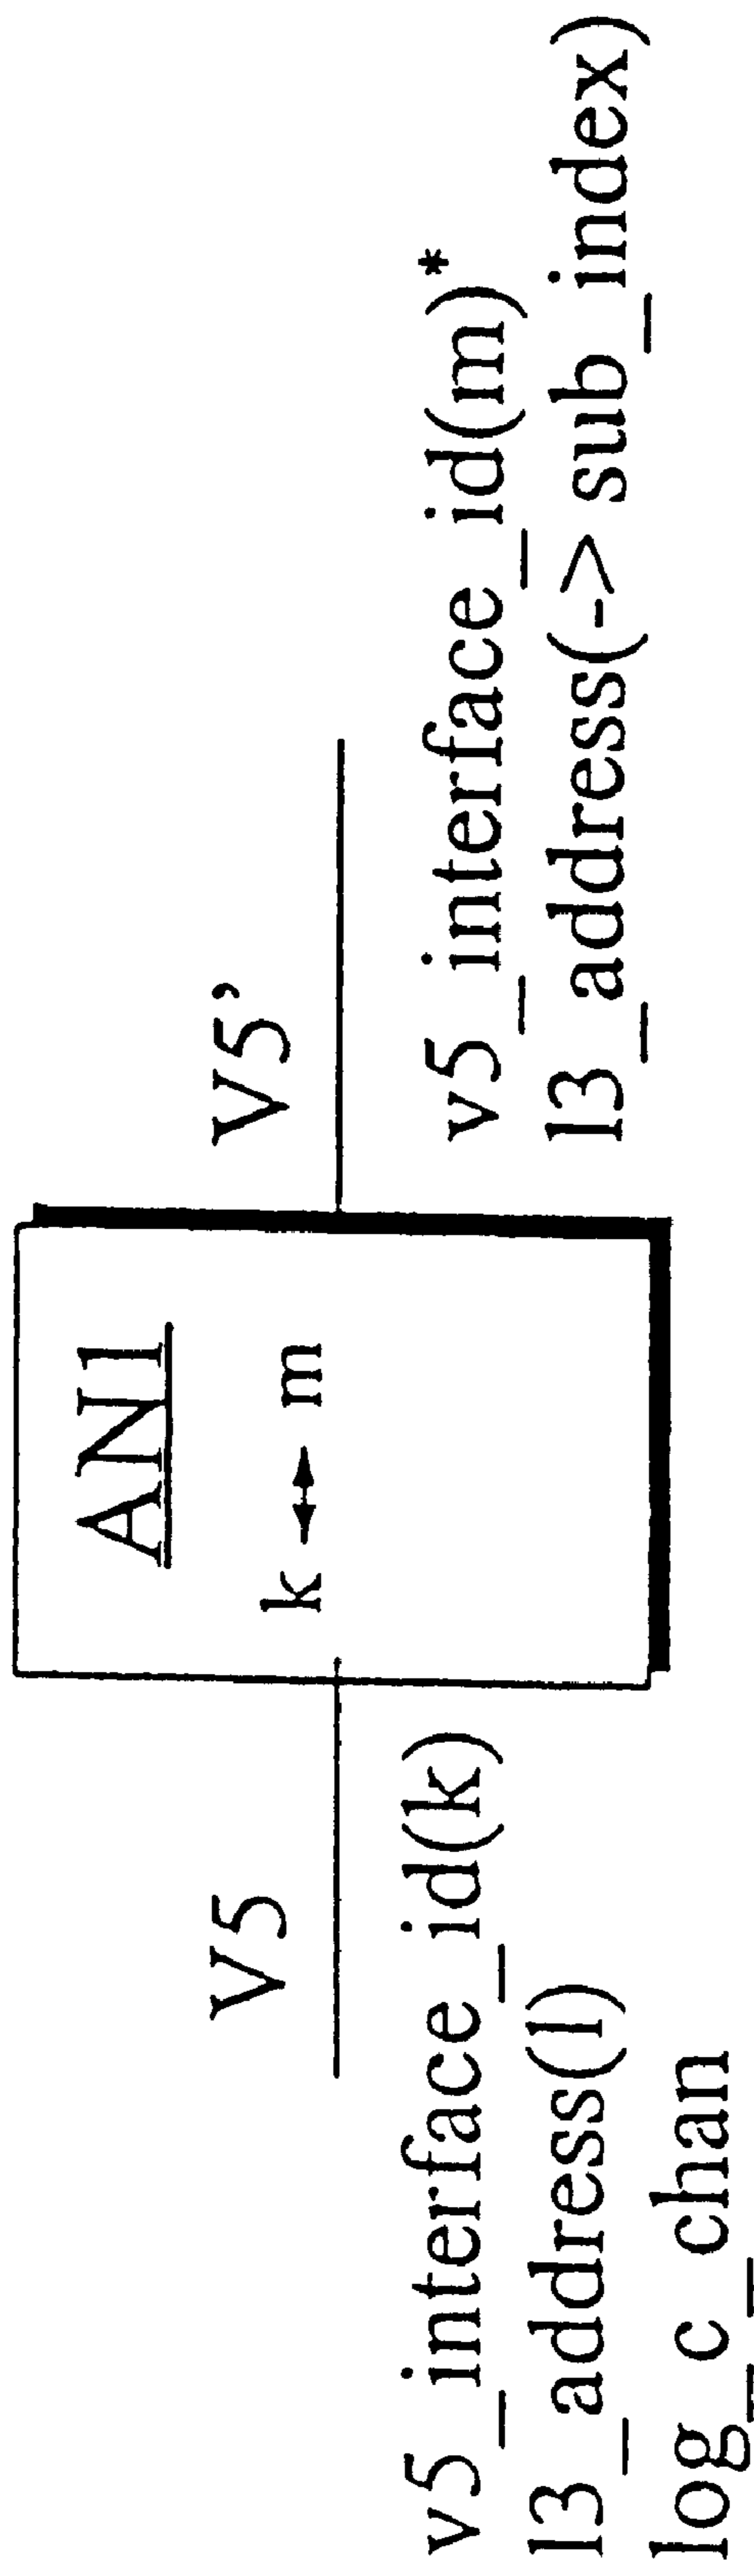 V5
v5_interface_id(k)
l3_address(l)
log_c_chan
AN1
k ↔ m
V5’
v5_interface_id(m)*
l3_address(->sub_index)